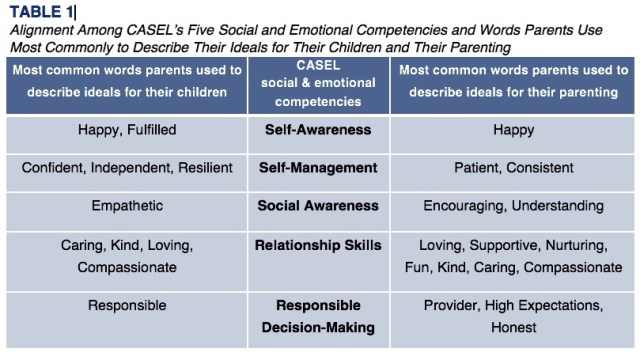 TABLE 1
Alignment Among CASEL's Five Social and Emotional Competencies and Words Parents Use
Most Commonly to Describe Their Ideals for Their Children and Their Parenting
Most common words parents used to
describe ideals for their children
CASEL
social & emotional
competencies
Most common words parents used to
describe ideals for their parenting
Happy, Fulfilled
Self-Awareness
Happy
Confident, Independent, Resilient
Self-Management
Patient, Consistent
Empathetic
Social Awareness
Encouraging, Understanding
Caring, Kind, Loving,
Compassionate
Relationship Skills
Loving, Supportive, Nurturing,
Fun, Kind, Caring, Compassionate
Responsible
Responsible
Decision-Making
Provider, High Expectations,
Honest